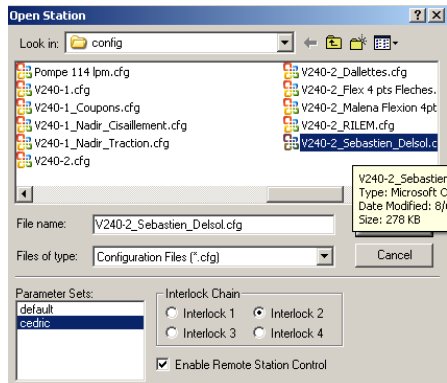 Open Station
Look in: config
Pompe 114 lpm.cfg
V240-1.cfg
V240-1_Coupons.cfg
V240-1_Nadir_Cisaillement.cfg
V240-1_Nadir_Traction.cfg
V240-2.cfg
V240-2_Dallettes.cfg
V240-2_Flex 4 pts Fleches.
V240-2_Malena Flexion 4pt
V240-2_RILEM.cfg
V240-2_Sebastien_Delsol.c
V240-2_Sebastien
Type: Microsoft O
Date Modified: 8/
Size: 278 KB
File name: V240-2_Sebastien_Delsol.cfg
Files of type: Configuration Files (*.cfg)
Cancel
Parameter Sets:
default
cedric
Interlock Chain
Interlock 1 Interlock 2
Interlock 3 Interlock 4
Enable Remote Station Control